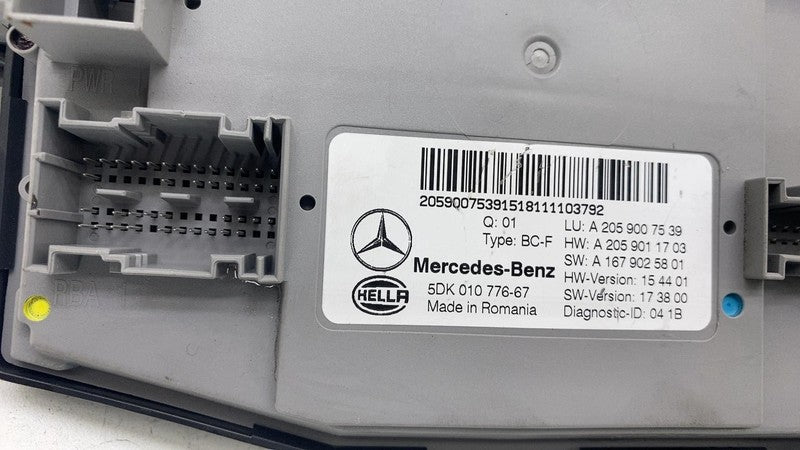 PWR
RBA
20590075391518111103792
Q: 01
Type: BC-F
Mercedes-Benz
HELLA
5DK 010 776-67
Made in Romania
LU: A 205 900 75 39
HW: A 205 901 17 03
SW: A 167 902 58 01
HW-Version: 15 44 01
SW-Version: 17 38 00
Diagnostic-ID: 04 1B